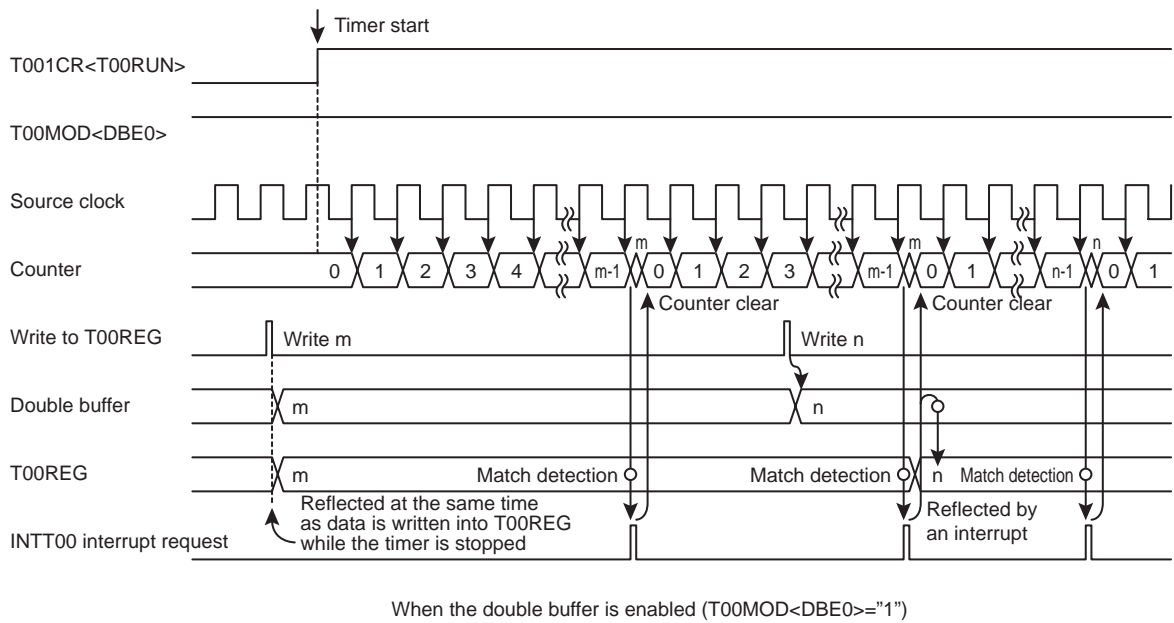 Timer start
T001CR<T00RUN>
T00MOD<DBE0>
Source clock
Counter
0 1 2 3 4 m-1 m 0 1 2 3 m-1 m 0 1 n-1 n 0 1
Counter clear
Counter clear
Write to T00REG
Write m
Write n
Double buffer
m
n
T00REG
m
Match detection
Match detection
n
Match detection
Reflected at the same time
as data is written into T00REG
while the timer is stopped
Reflected by
an interrupt
INTT00 interrupt request
When the double buffer is enabled (T00MOD<DBE0>=”1”)